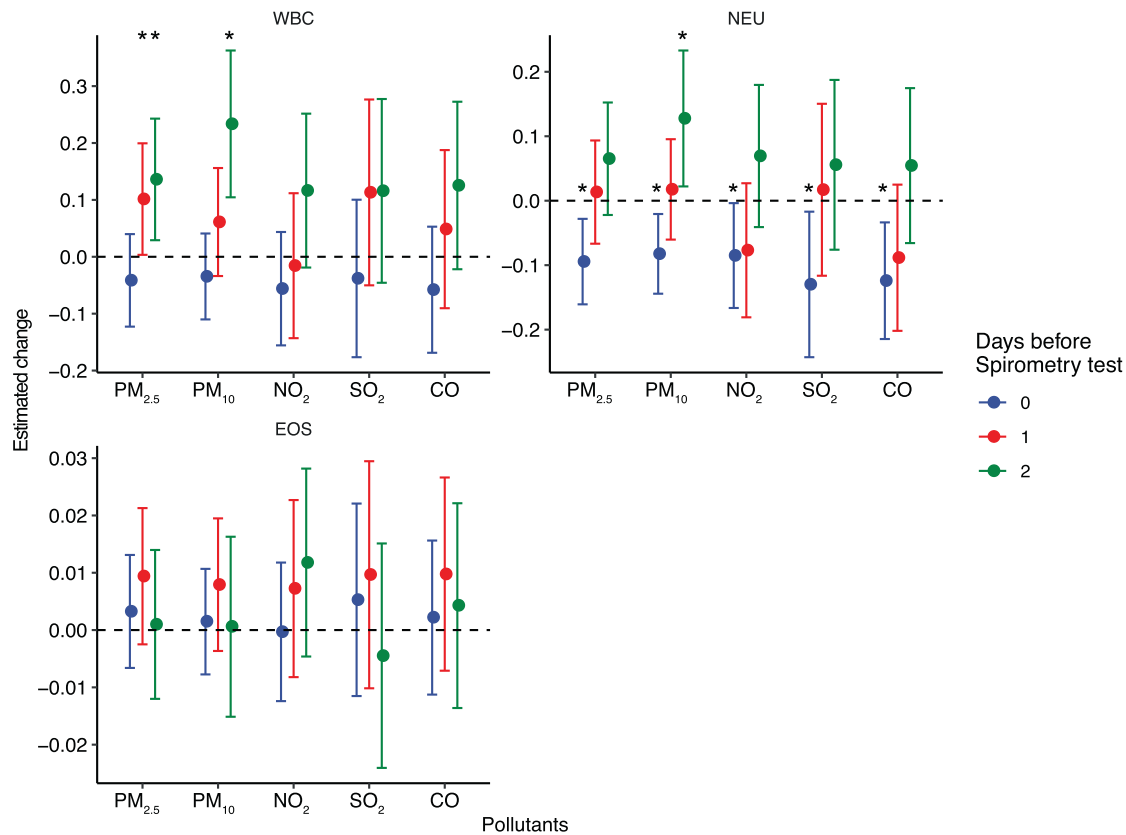 WBC
**
*
0.3
0.2
0.1
0.0
−0.1
−0.2
PM2.5 PM10 NO2 SO2 CO
NEU
*
* * * * *
0.2
0.1
0.0
−0.1
−0.2
PM2.5 PM10 NO2 SO2 CO
Estimated change
EOS
0.03
0.02
0.01
0.00
−0.01
−0.02
PM2.5 PM10 NO2 SO2 CO
Pollutants
Days before
Spirometry test
0
1
2